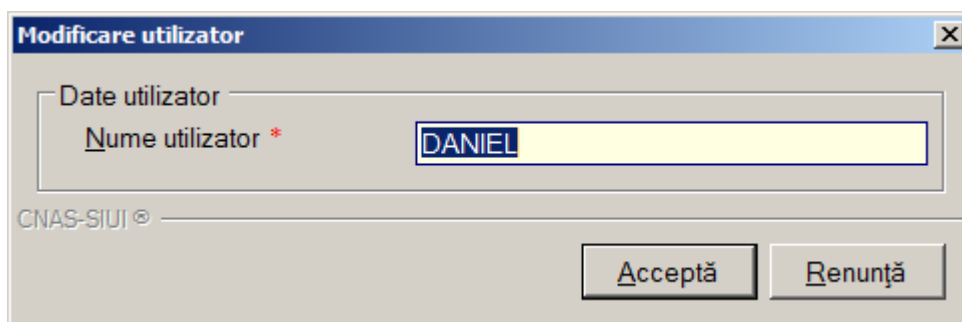 Modificare utilizator
Date utilizator
Nume utilizator * DANIEL
CNAS-SIUI ®
Acceptă Renunţă